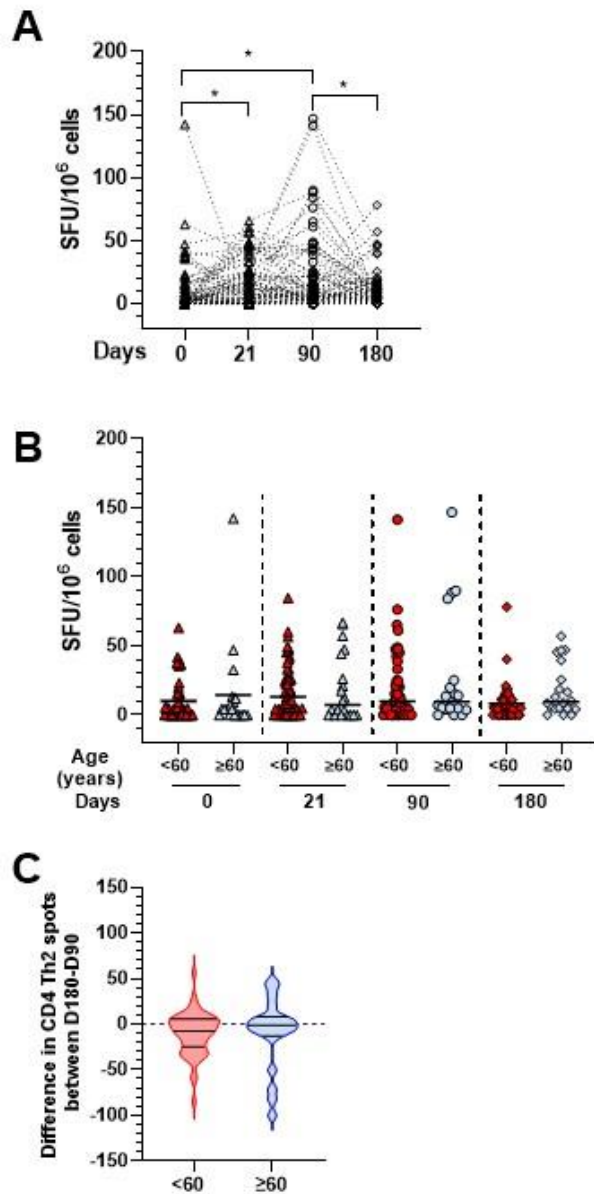 A
200
*
150
*
*
100
50
0
SFU/10⁶ cells
Days 0 21 90 180
B
200
150
100
50
0
SFU/10⁶ cells
Age (years) <60 ≥60 <60 ≥60 <60 ≥60 <60 ≥60
Days 0 21 90 180
C
150
100
50
0
-50
-100
-150
Difference in CD4 Th2 spots
between D180-D90
<60 ≥60